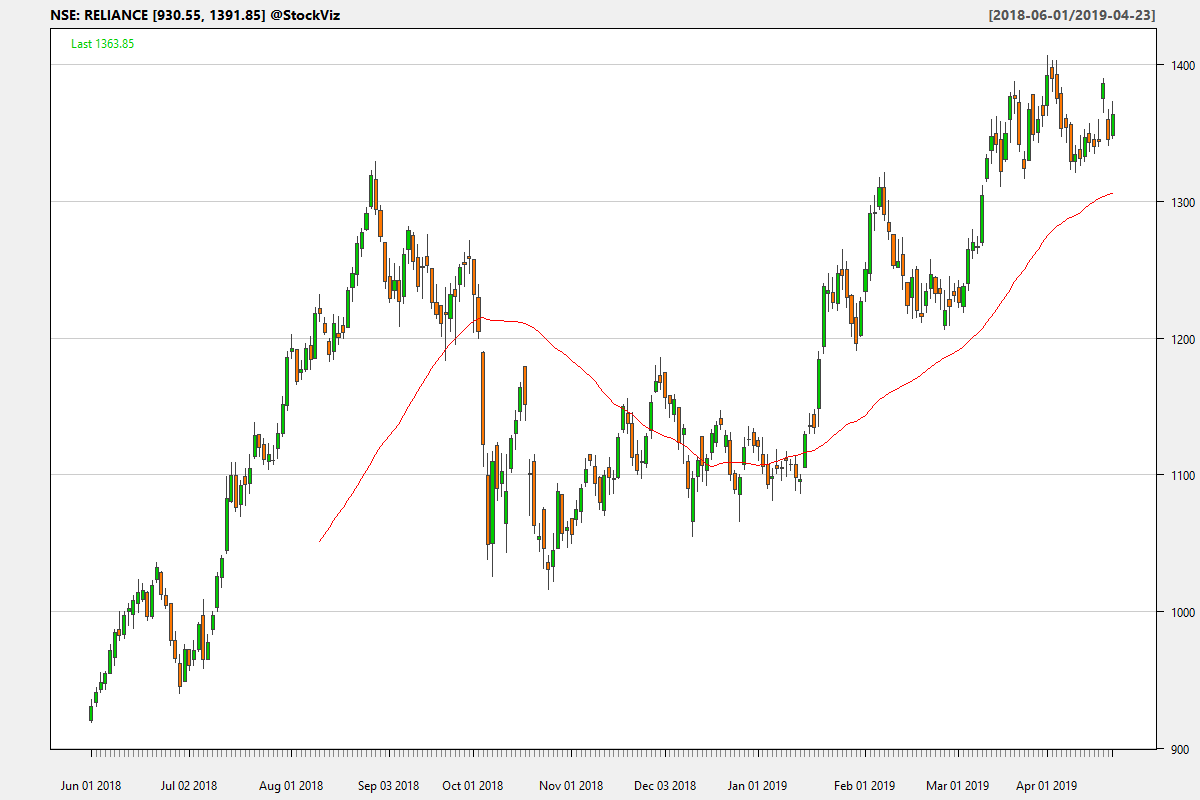 NSE: RELIANCE [930.55, 1391.85] @StockViz
[2018-06-01/2019-04-23]
Last 1363.85
1400
1300
1200
1100
1000
900
Jun 01 2018
Jul 02 2018
Aug 01 2018
Sep 03 2018
Oct 01 2018
Nov 01 2018
Dec 03 2018
Jan 01 2019
Feb 01 2019
Mar 01 2019
Apr 01 2019